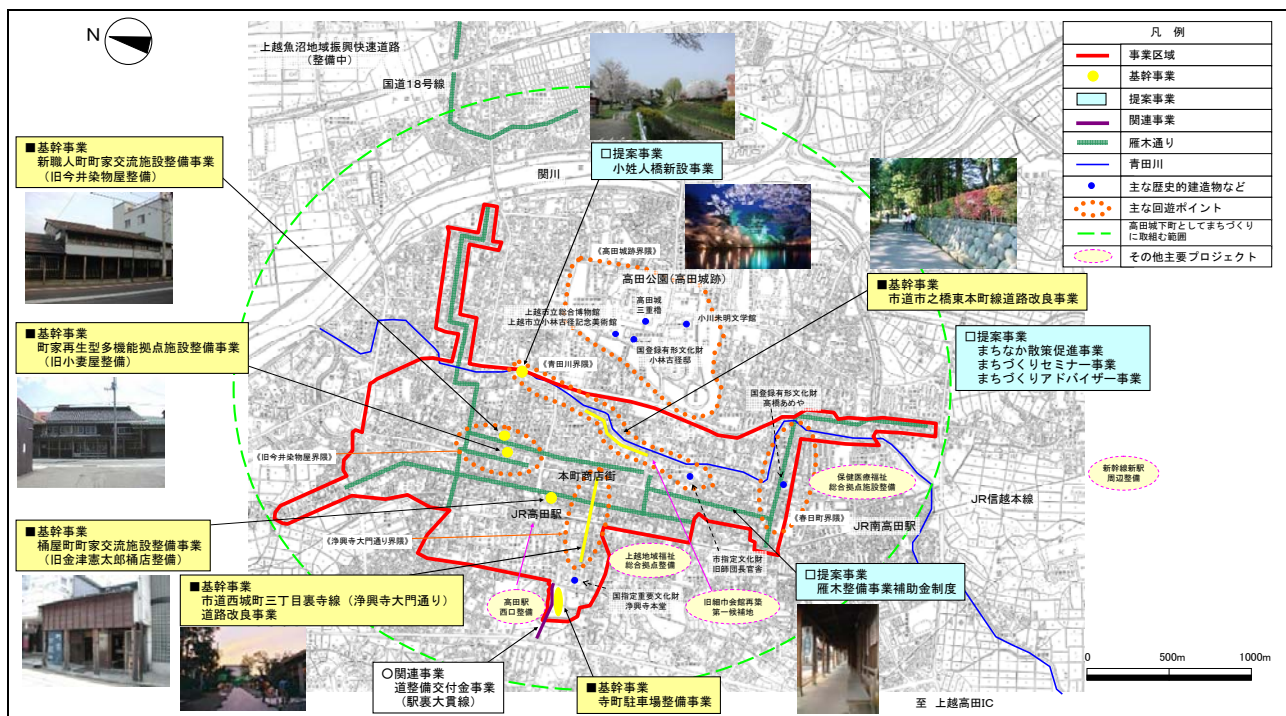 N
上越魚沼地域振興快速道路
(整備中)
国道18号線
関川
■基幹事業
新職人町町家交流施設整備事業
(旧今井染物屋整備)
■基幹事業
町家再生型多機能拠点施設整備事業
(旧小妻屋整備)
■基幹事業
桶屋町町家交流施設整備事業
(旧金津憲太郎桶店整備)
■基幹事業
市道西城町三丁目裏寺線(浄興寺大門通り)
道路改良事業
○関連事業
道整備交付金事業
(駅裏大貫線)
■基幹事業
寺町駐車場整備事業
□提案事業
小姓人橋新設事業
■基幹事業
市道市之橋東本町線道路改良事業
□提案事業
まちなか散策促進事業
まちづくりセミナー事業
まちづくりアドバイザー事業
□提案事業
雁木整備事業補助金制度
《高田城跡界隈》
高田公園(高田城跡)
高田城
三重櫓
上越市立総合博物館
上越市立小林古径記念美術館
小川未明文学館
国登録有形文化財
小林古径邸
《青田川界隈》
国登録有形文化財
高橋あめや
《旧今井染物屋界隈》
本町商店街
JR高田駅
《浄興寺大門通り界隈》
高田駅
西口整備
上越地域福祉
総合拠点整備
国指定重要文化財
浄興寺本堂
市指定文化財
旧師団長官舎
旧細巾会館再築
第一候補地
保健医療福祉
総合拠点施設整備
《春日町界隈》
JR南高田駅
JR信越本線
新幹線新駅
周辺整備
凡 例
事業区域
基幹事業
提案事業
関連事業
雁木通り
青田川
主な歴史的建造物など
主な回遊ポイント
高田城下町としてまちづくり
に取組む範囲
その他主要プロジェクト
0 500m 1000m
至 上越高田IC